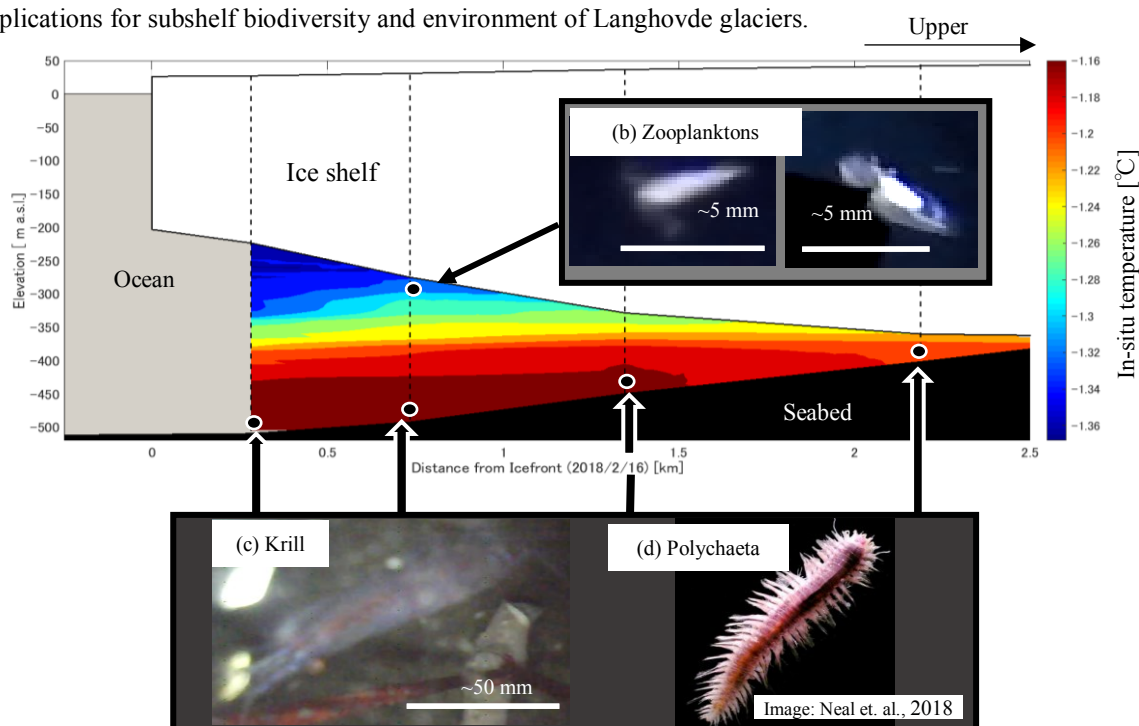 plications for subshelf biodiversity and environment of Langhovde glaciers.
Upper
50
0
−50
−100
−150
−200
−250
−300
−350
−400
−450
−500
Elevation [ m a.s.l.]
Ice shelf
Ocean
Seabed
(b) Zooplanktons
~5 mm
~5 mm
0
0.5
1
1.5
2
2.5
Distance from Icefront (2018/2/16) [km]
−1.16
−1.18
−1.2
−1.22
−1.24
−1.26
−1.28
−1.3
−1.32
−1.34
−1.36
In-situ temperature [℃]
(c) Krill
~50 mm
(d) Polychaeta
Image: Neal et. al., 2018